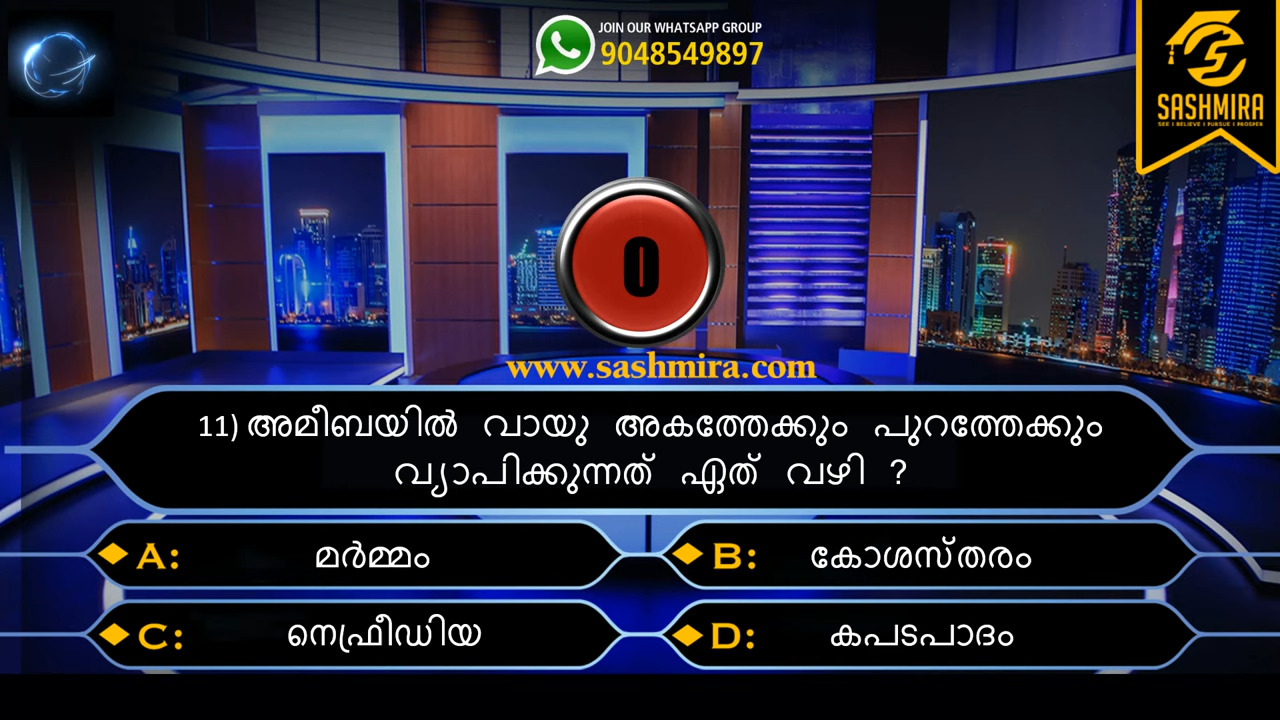 JOIN OUR WHATSAPP GROUP
9048549897
SASHMIRA
SEE | BELIEVE | PURSUE | PROSPER
0
www.sashmira.com
11) അമീബയിൽ വായു അകത്തേക്കും പുറത്തേക്കും
വ്യാപിക്കുന്നത് ഏത് വഴി ?
A: മർമ്മം
B: കോശസ്തരം
C: നെഫ്രീഡിയ
D: കപടപാദം